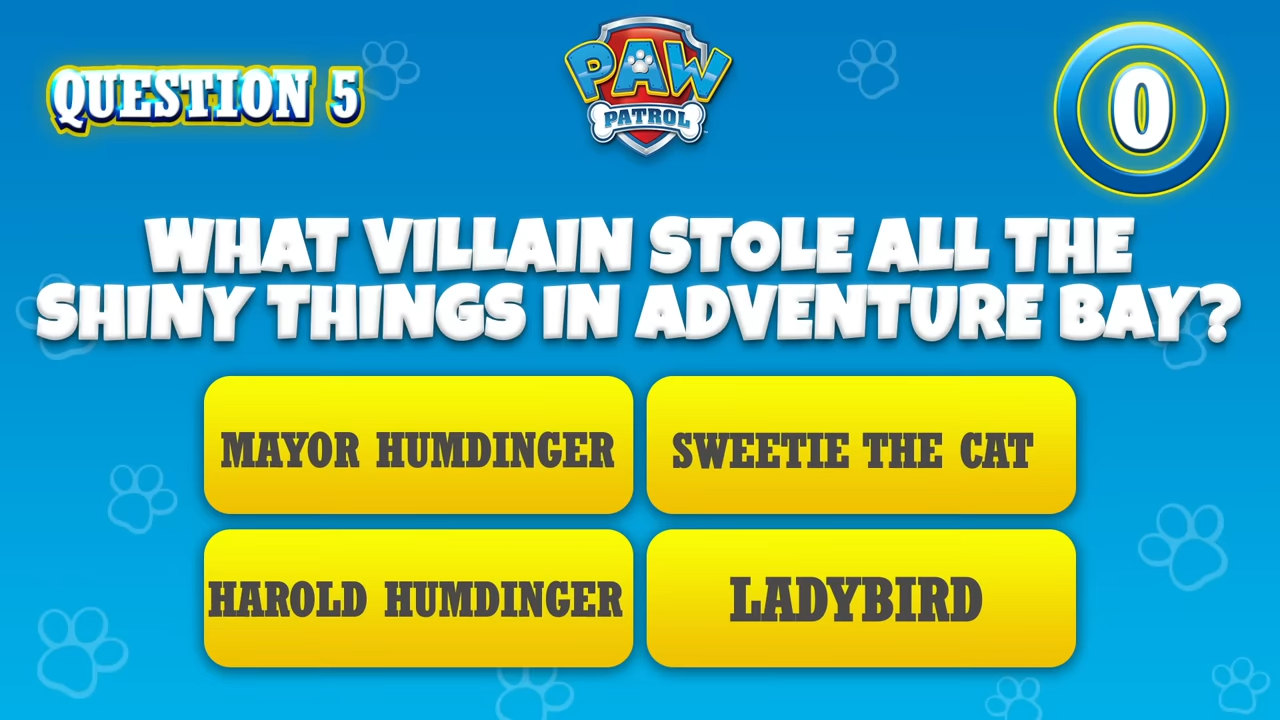 QUESTION 5
PAW
PATROL
0
WHAT VILLAIN STOLE ALL THE
SHINY THINGS IN ADVENTURE BAY?
MAYOR HUMDINGER
SWEETIE THE CAT
HAROLD HUMDINGER
LADYBIRD